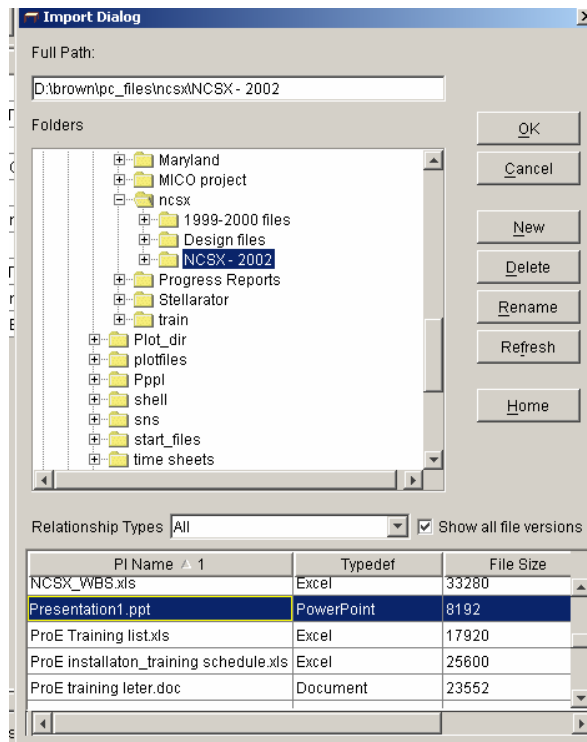 Import Dialog
Full Path:
D:\brown\pc_files\ncsx\NCSX - 2002
Folders
OK
Maryland
Cancel
MICO project
ncsx
1999-2000 files
New
Design files
NCSX - 2002
Delete
Progress Reports
Stellarator
Rename
train
Plot_dir
Refresh
plotfiles
Pppl
shell
Home
sns
start_files
time sheets
Relationship Types All Show all file versions
PI Name 1 Typedef File Size
NCSX_WBS.xls Excel 33280
Presentation1.ppt PowerPoint 8192
ProE Training list.xls Excel 17920
ProE installaton_training schedule.xls Excel 25600
ProE training leter.doc Document 23552